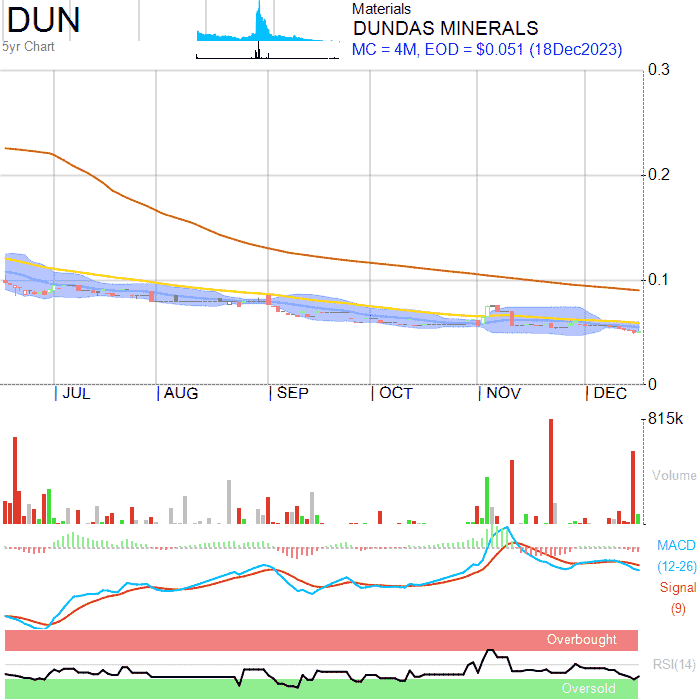 DUN
5yr Chart
Materials
DUNDAS MINERALS
MC = 4M, EOD = $0.051 (18Dec2023)
0.3
0.2
0.1
0
JUL AUG SEP OCT NOV DEC
815k
Volume
MACD
(12-26)
Signal
(9)
Overbought
RSI(14)
Oversold